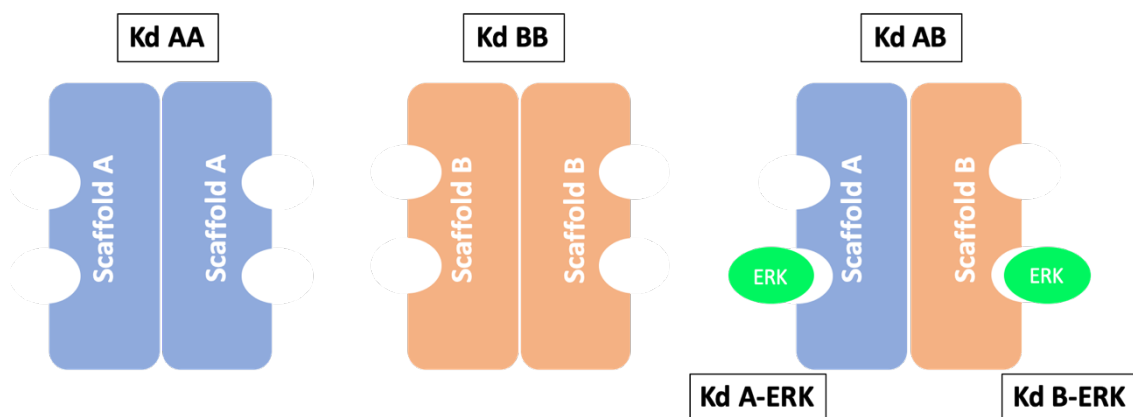 Kd AA
Kd BB
Kd AB
Scaffold A
Scaffold A
Scaffold B
Scaffold B
Scaffold A
Scaffold B
ERK
ERK
Kd A-ERK
Kd B-ERK